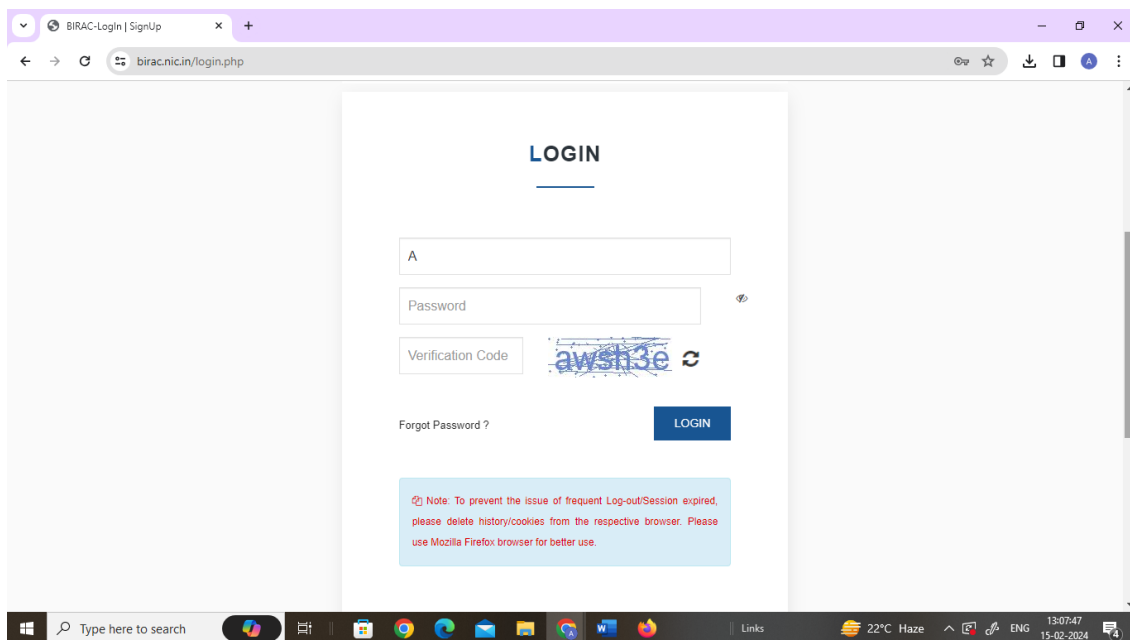 BIRAC-LogIn | SignUp
birac.nic.in/login.php
A
LOGIN
A
Password
Verification Code
awsh3e
Forgot Password ?
LOGIN
Note: To prevent the issue of frequent Log-out/Session expired,
please delete history/cookies from the respective browser. Please
use Mozilla Firefox browser for better use.
Type here to search
Links
22°C Haze
ENG
13:07:47
15-02-2024
4